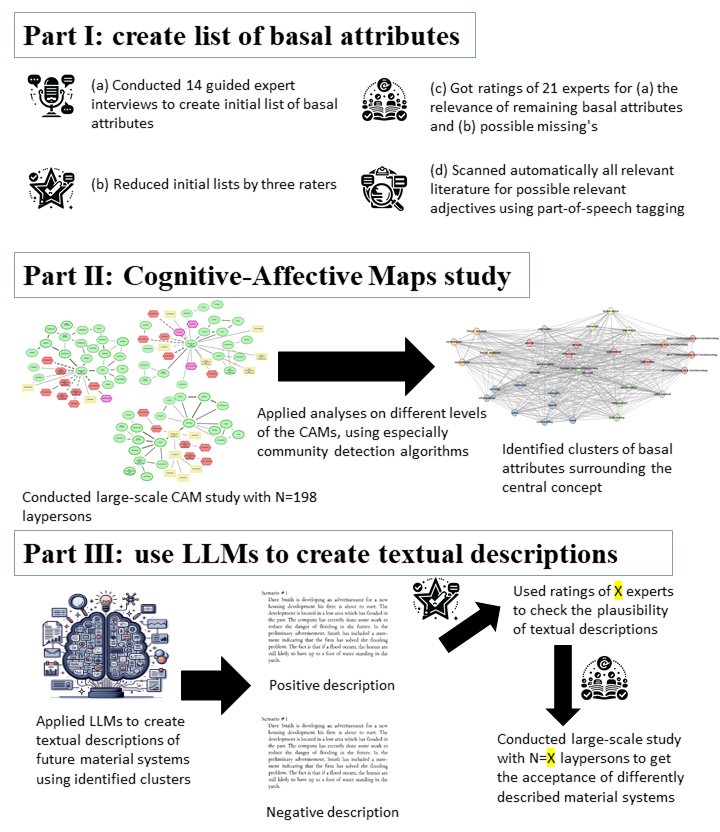 Part I: create list of basal attributes
(a) Conducted 14 guided expert
interviews to create initial list of basal
attributes
(b) Reduced initial lists by three raters
(c) Got ratings of 21 experts for (a) the
relevance of remaining basal attributes
and (b) possible missing's
(d) Scanned automatically all relevant
literature for possible relevant
adjectives using part-of-speech tagging
Part II: Cognitive-Affective Maps study
Conducted large-scale CAM study with N=198
laypersons
Applied analyses on different levels
of the CAMs, using especially
community detection algorithms
Identified clusters of basal
attributes surrounding the
central concept
Part III: use LLMs to create textual descriptions
Applied LLMs to create
textual descriptions of
future material systems
using identified clusters
Scenario #1
Dave Smith is developing an advertisement for a new
housing development his firm is about to start. The
development is located in a low area which has flooded in
the past. The company has recently done some work to
reduce the danger of flooding in the future. In the
preliminary advertisement, Smith has included a state-
ment indicating that the firm has solved the flooding
problem. The fact is that if a flood occurs, the homes are
still likely to have up to a foot of water standing in the
yards.
Positive description
Scenario #1
Dave Smith is developing an advertisement for a new
housing development his firm is about to start. The
development is located in a low area which has flooded in
the past. The company has recently done some work to
reduce the danger of flooding in the future. In the
preliminary advertisement, Smith has included a state-
ment indicating that the firm has solved the flooding
problem. The fact is that if a flood occurs, the homes are
still likely to have up to a foot of water standing in the
yards.
Negative description
Used ratings of X experts
to check the plausibility
of textual descriptions
Conducted large-scale study
with N=X laypersons to get
the acceptance of differently
described material systems